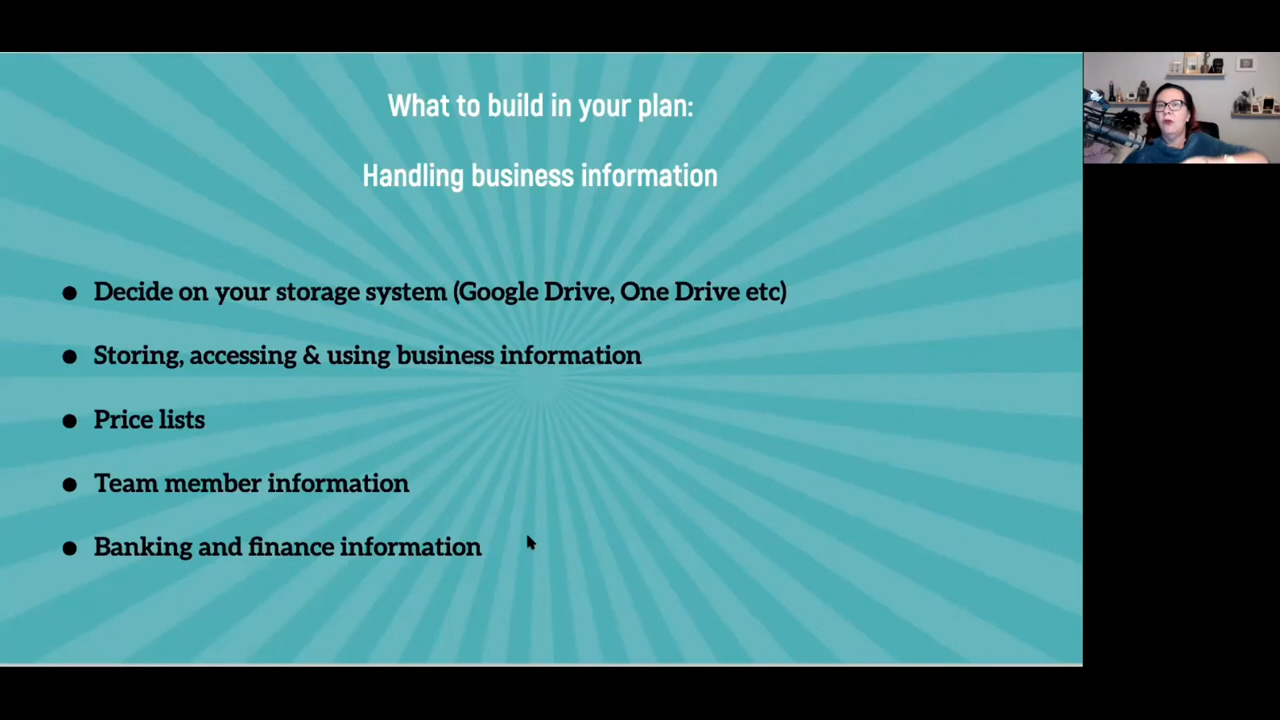 What to build in your plan:
Handling business information
● Decide on your storage system (Google Drive, One Drive etc)
● Storing, accessing & using business information
● Price lists
● Team member information
● Banking and finance information